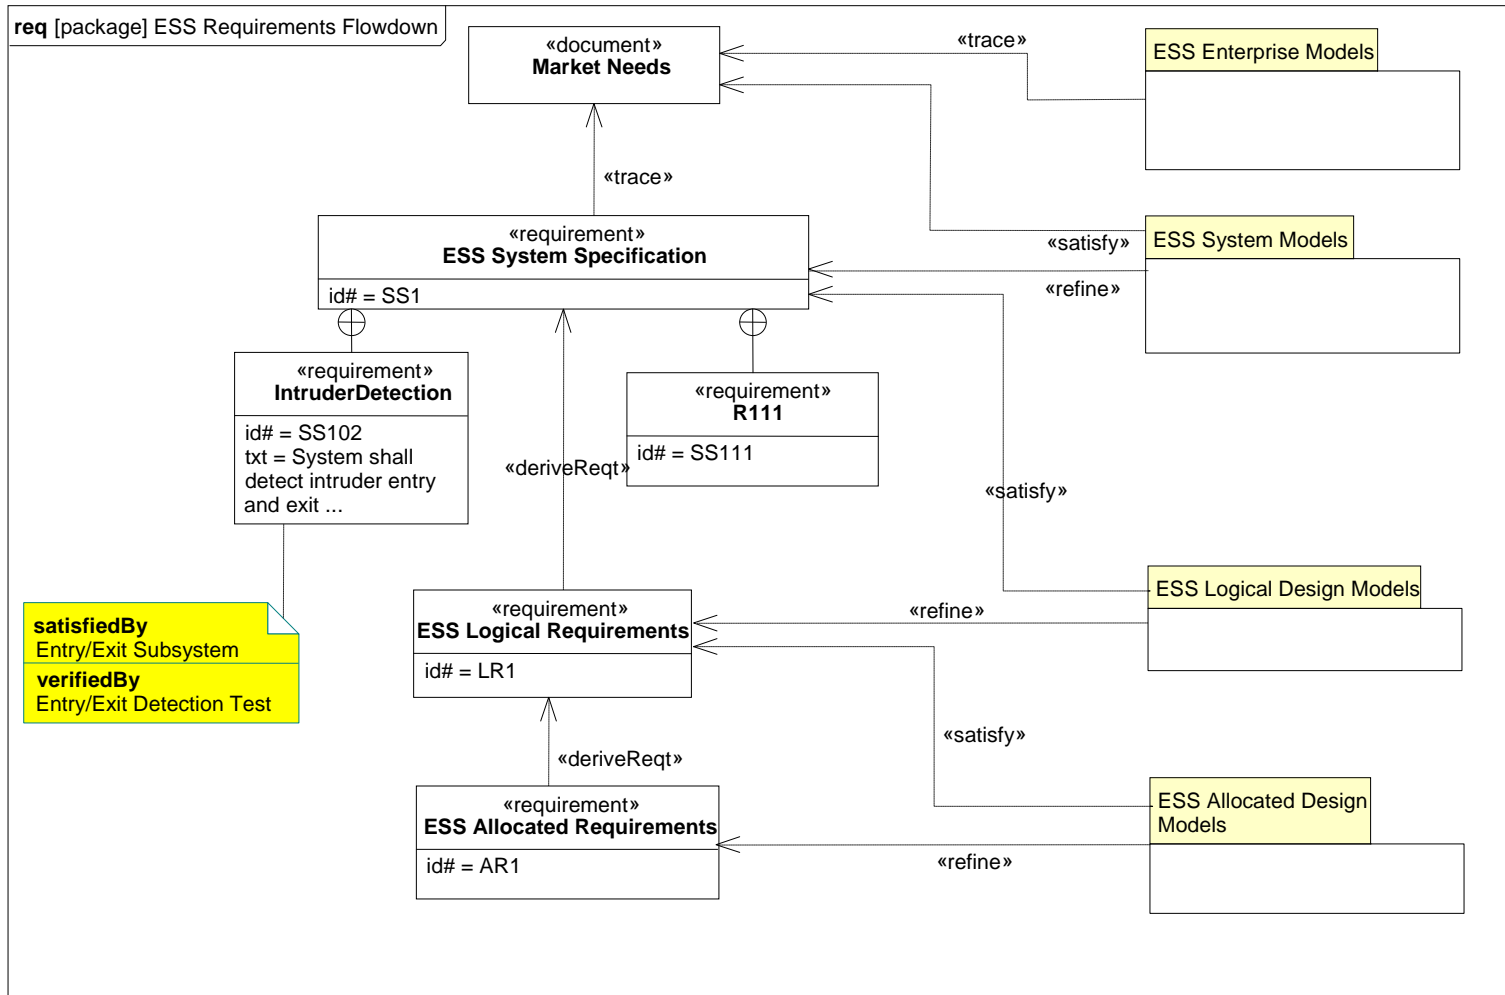 req [package] ESS Requirements Flowdown
«document»
Market Needs
«trace»
ESS Enterprise Models
«trace»
«requirement»
ESS System Specification
id# = SS1
«satisfy»
ESS System Models
«refine»
«requirement»
IntruderDetection
id# = SS102
txt = System shall
detect intruder entry
and exit ...
«requirement»
R111
id# = SS111
«deriveReqt»
«satisfy»
satisfiedBy
Entry/Exit Subsystem
verifiedBy
Entry/Exit Detection Test
«requirement»
ESS Logical Requirements
id# = LR1
«refine»
ESS Logical Design Models
«satisfy»
«deriveReqt»
«requirement»
ESS Allocated Requirements
id# = AR1
«refine»
ESS Allocated Design
Models